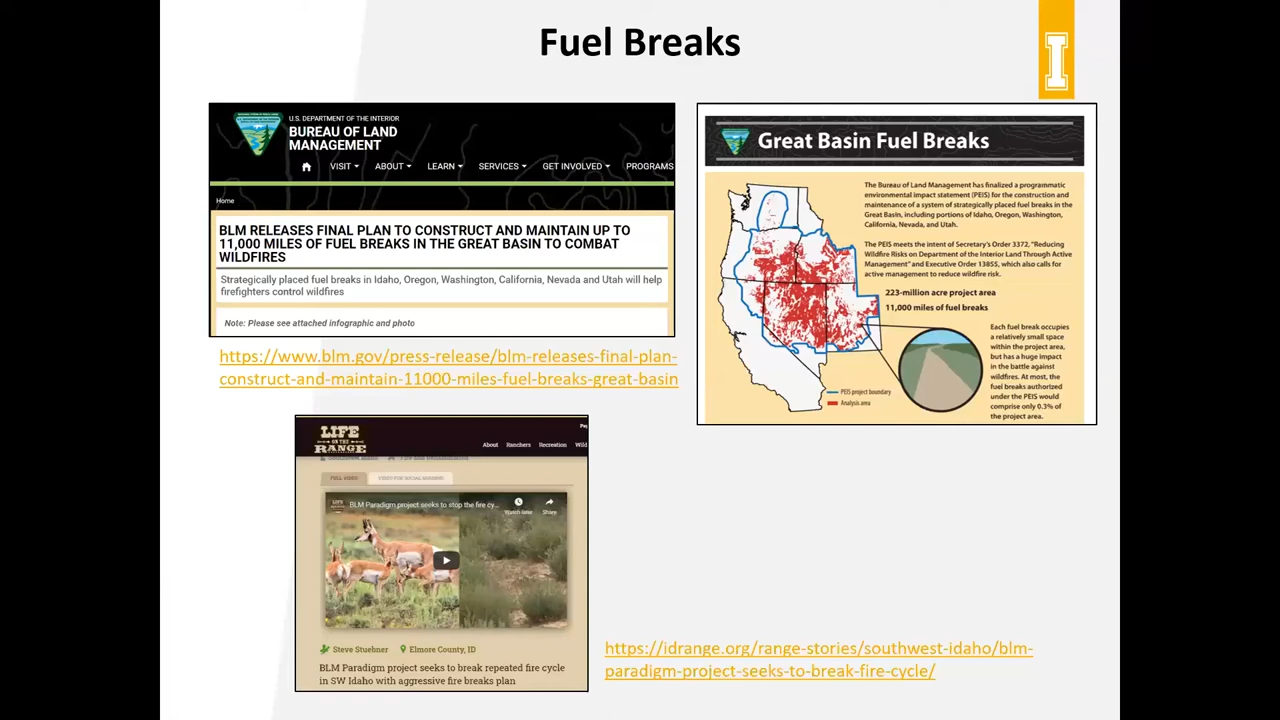 Fuel Breaks
I
U.S. DEPARTMENT OF THE INTERIOR
BUREAU OF LAND
MANAGEMENT
VISIT ABOUT LEARN SERVICES GET INVOLVED PROGRAMS
Home
BLM RELEASES FINAL PLAN TO CONSTRUCT AND MAINTAIN UP TO
11,000 MILES OF FUEL BREAKS IN THE GREAT BASIN TO COMBAT
WILDFIRES
Strategically placed fuel breaks in Idaho, Oregon, Washington, California, Nevada and Utah will help
firefighters control wildfires
Note: Please see attached infographic and photo
https://www.blm.gov/press-release/blm-releases-final-plan-
construct-and-maintain-11000-miles-fuel-breaks-great-basin
Great Basin Fuel Breaks
The Bureau of Land Management has finalized a programmatic
environmental impact statement (PEIS) for the construction and
maintenance of a system of strategically placed fuel breaks in the
Great Basin, including portions of Idaho, Oregon, Washington,
California, Nevada, and Utah.
The PEIS meets the intent of Secretary's Order 3372, "Reducing
Wildfire Risks on Department of the Interior Land Through Active
Management" and Executive Order 13855, which also calls for
active management to reduce wildfire risk.
223-million acre project area
11,000 miles of fuel breaks
Each fuel break occupies
a relatively small space
within the project area,
but has a huge impact
in the battle against
wildfires. At most, the
fuel breaks authorized
under the PEIS would
comprise only 0.3% of
the project area.
PEIS project boundary
Analysis area
LIFE
ON THE
RANGE
About Ranchers Recreation Wild
FULL VIDEO VIDEO FOR SOCIAL SHARING
BLM Paradigm project seeks to stop the fire cy...
Watch later Share
Steve Stuebner Elmore County, ID
BLM Paradigm project seeks to break repeated fire cycle
in SW Idaho with aggressive fire breaks plan
https://idrange.org/range-stories/southwest-idaho/blm-
paradigm-project-seeks-to-break-fire-cycle/